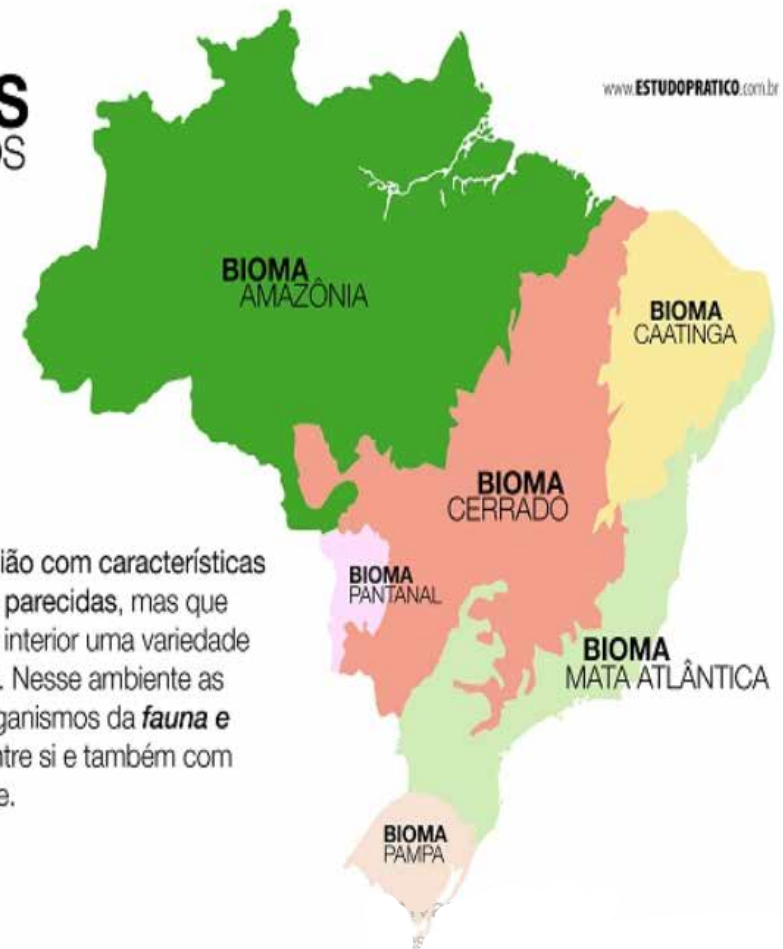 S
OS
www.ESTUDOPRATICO.com.br
BIOMA
AMAZÔNIA
BIOMA
CAATINGA
BIOMA
CERRADO
BIOMA
PANTANAL
BIOMA
MATA ATLÂNTICA
BIOMA
PAMPA
ião com características
parecidas, mas que
interior uma variedade
. Nesse ambiente as
ganismos da fauna e
ntre si e também com
e.